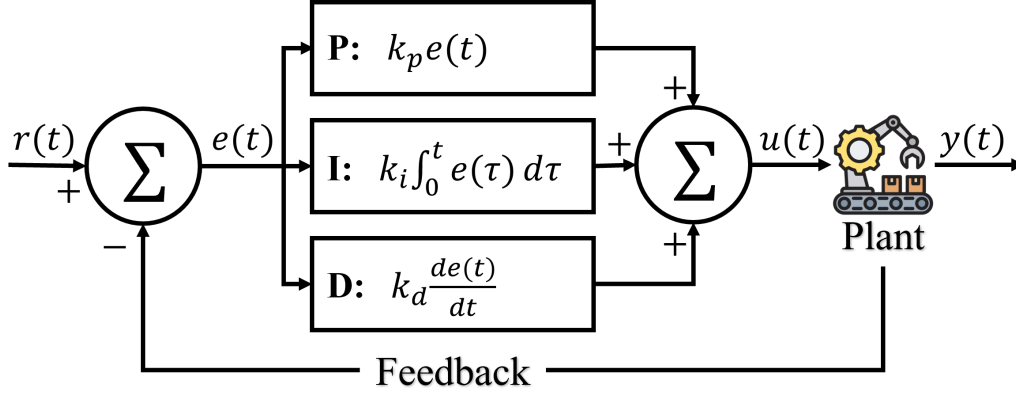 P: k_p e(t)
+
r(t)
+
−
Σ
e(t)
I: k_i ∫_0^t e(τ) dτ
+
Σ
u(t)
y(t)
Plant
D: k_d de(t)/dt
+
Feedback